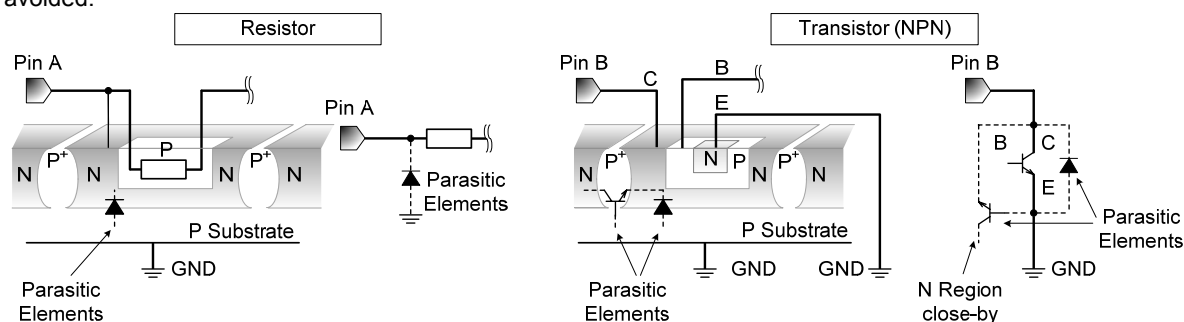 avoided.
Resistor
Transistor (NPN)
Pin A
Pin A
Pin B
C
B
E
Pin B
N
P+
N
P
N
P+
N
Parasitic
Elements
N
P+
N
N
P
N
P+
N
B
C
E
Parasitic
Elements
P Substrate
GND
Parasitic
Elements
P Substrate
GND
GND
Parasitic
Elements
GND
N Region
close-by